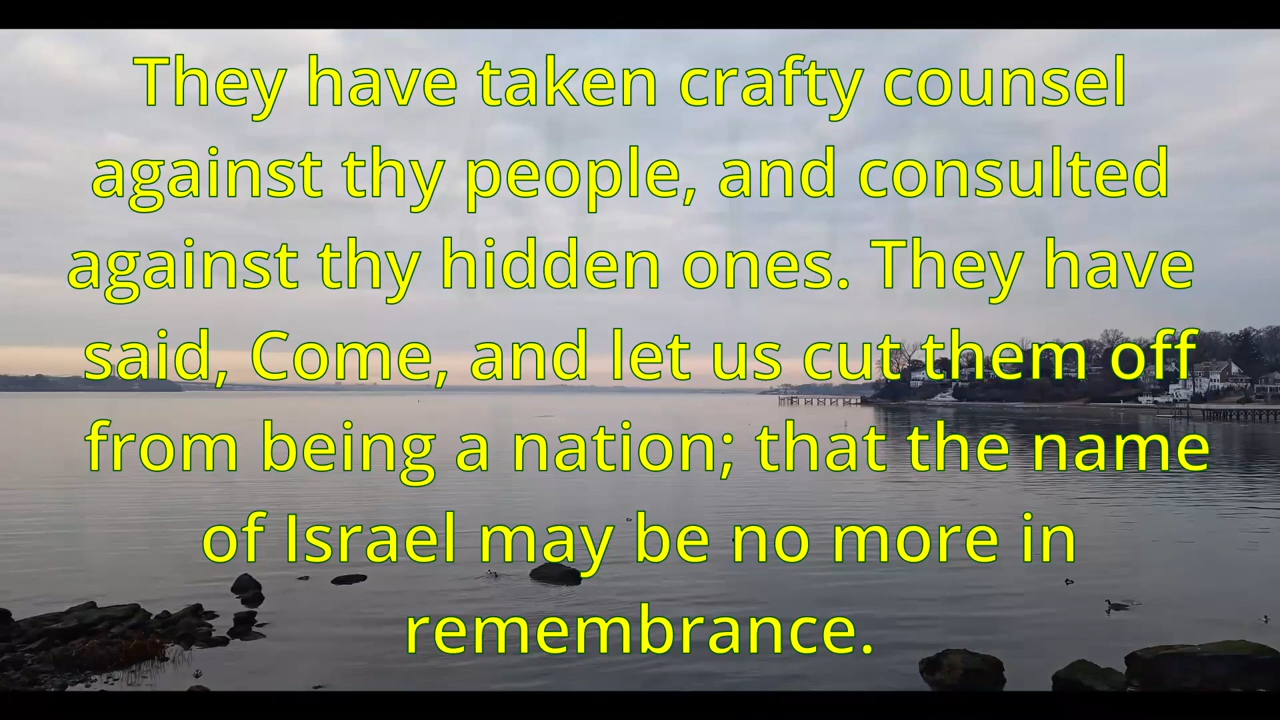 They have taken crafty counsel
against thy people, and consulted
against thy hidden ones. They have
said, Come, and let us cut them off
from being a nation; that the name
of Israel may be no more in
remembrance.